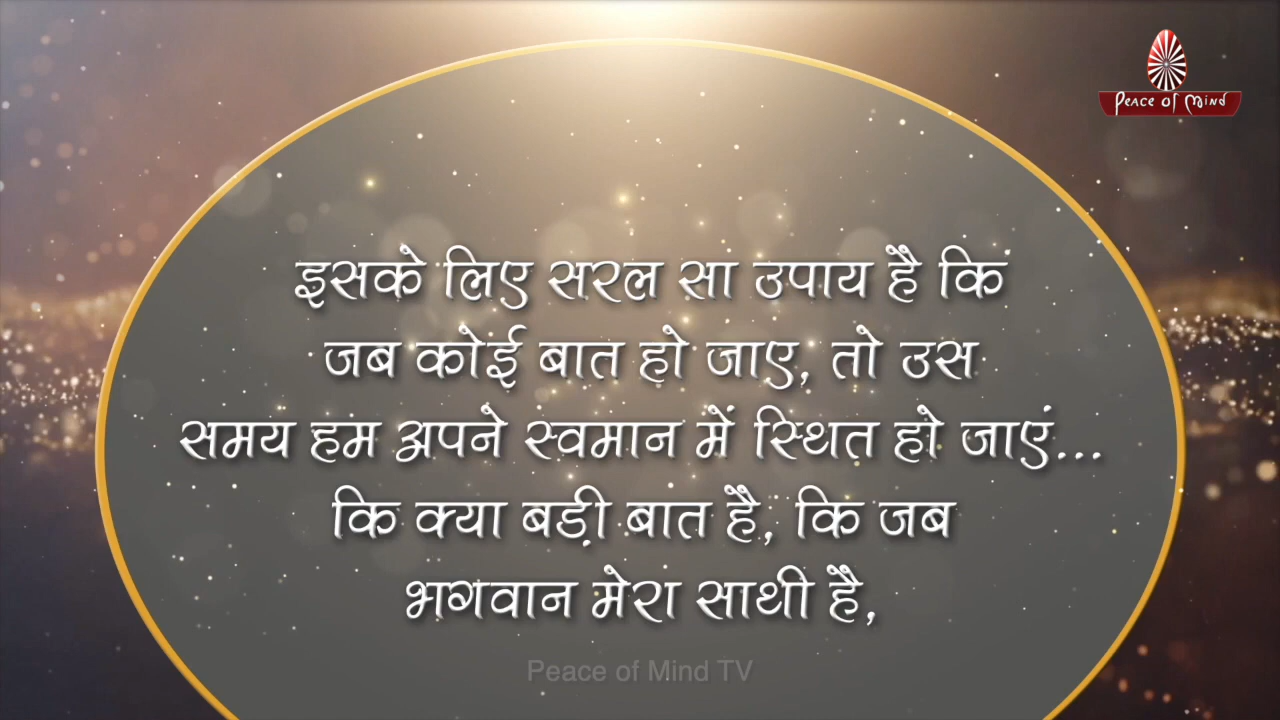 Peace of Mind
इसके लिए सरल सा उपाय है कि
जब कोई बात हो जाए, तो उस
समय हम अपने स्वमान में स्थित हो जाएं...
कि क्या बड़ी बात है, कि जब
भगवान मेरा साथी है,
Peace of Mind TV